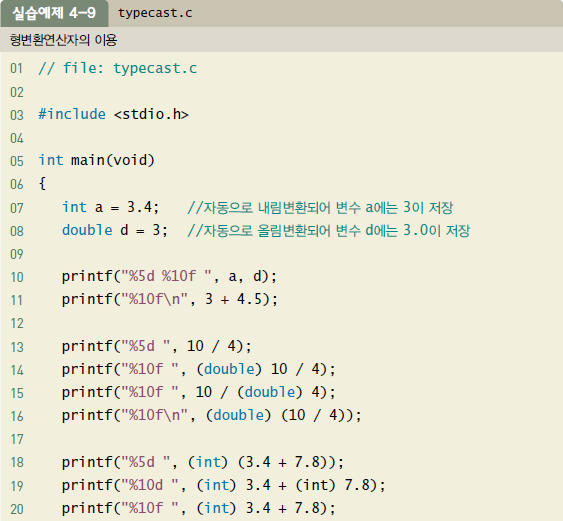 실습예제 4-9 typecast.c
형변환연산자의 이용
01 // file: typecast.c
02
03 #include <stdio.h>
04
05 int main(void)
06 {
07 int a = 3.4; //자동으로 내림변환되어 변수 a에는 3이 저장
08 double d = 3; //자동으로 올림변환되어 변수 d에는 3.0이 저장
09
10 printf("%5d %10f ", a, d);
11 printf("%10f\n", 3 + 4.5);
12
13 printf("%5d ", 10 / 4);
14 printf("%10f ", (double) 10 / 4);
15 printf("%10f ", 10 / (double) 4);
16 printf("%10f\n", (double) (10 / 4));
17
18 printf("%5d ", (int) (3.4 + 7.8));
19 printf("%10d ", (int) 3.4 + (int) 7.8);
20 printf("%10f ", (int) 3.4 + 7.8);